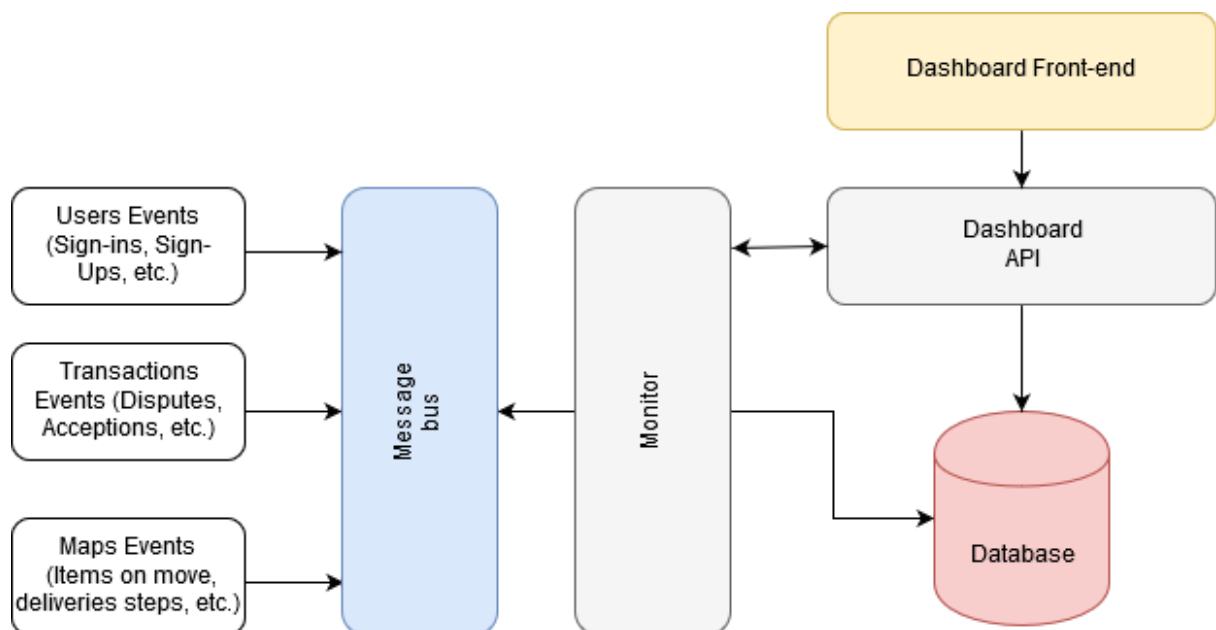 Dashboard Front-end
Users Events
(Sign-ins, Sign-
Ups, etc.)
Dashboard
API
Transactions
Events (Disputes,
Acceptions, etc.)
Message
bus
Monitor
Maps Events
(Items on move,
deliveries steps, etc.)
Database